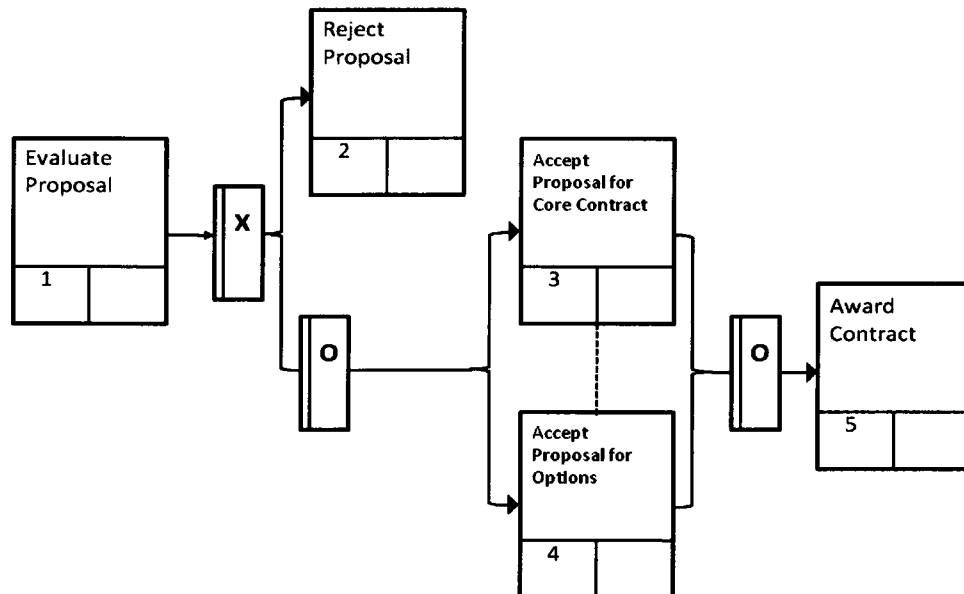 Reject
Proposal
2
Evaluate
Proposal
1
X
Accept
Proposal for
Core Contract
3
O
O
Award
Contract
5
Accept
Proposal for
Options
4